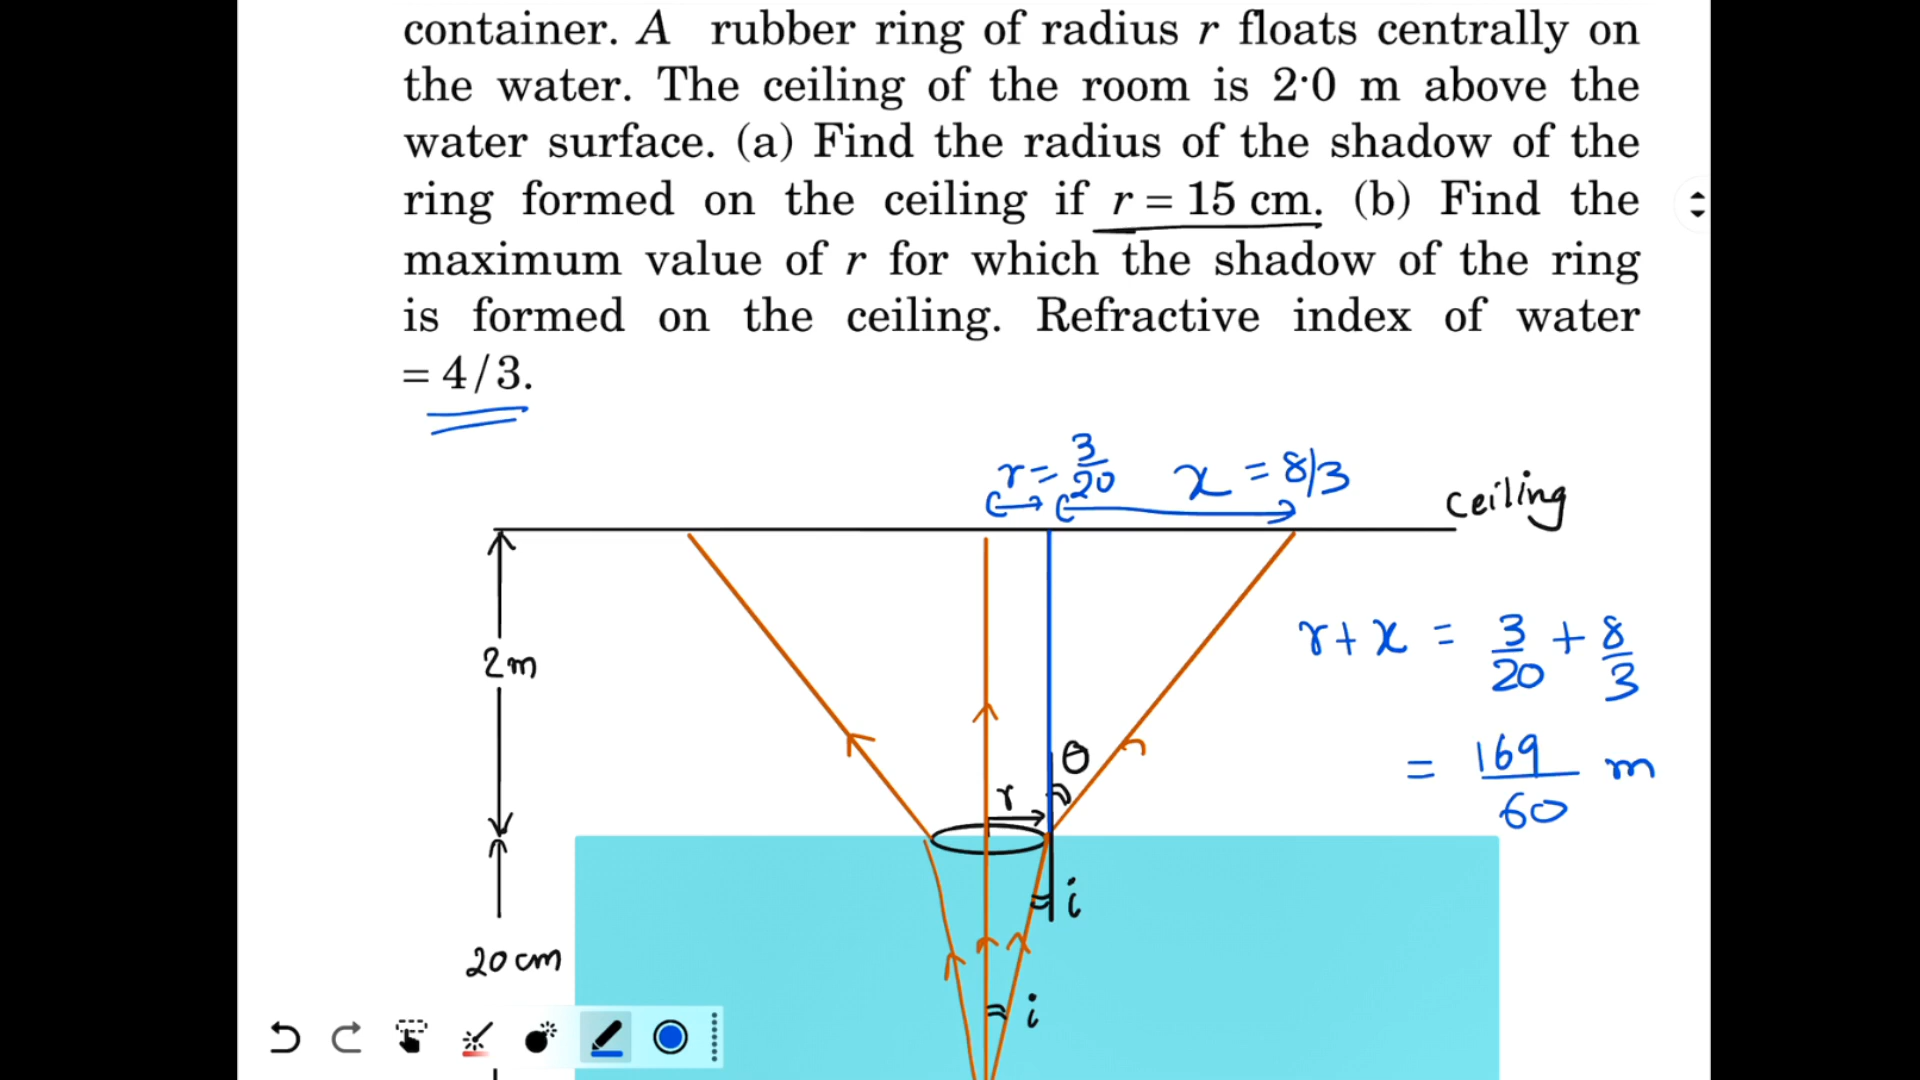 container. A rubber ring of radius r floats centrally on
the water. The ceiling of the room is 2·0 m above the
water surface. (a) Find the radius of the shadow of the
ring formed on the ceiling if r = 15 cm. (b) Find the
maximum value of r for which the shadow of the ring
is formed on the ceiling. Refractive index of water
= 4/3.
r = 3/20 x = 8/3
ceiling
r + x = 3/20 + 8/3
2m
= 169/60 m
θ
r
i
20 cm
i